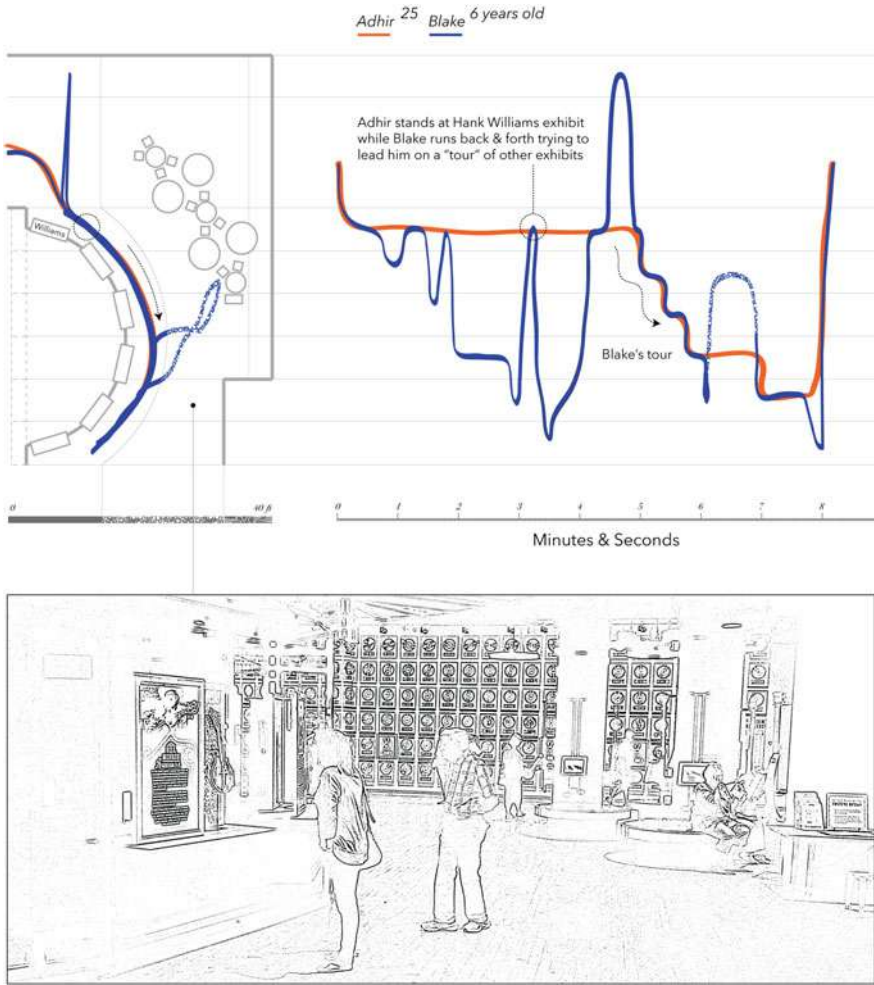 Adhir 25 Blake 6 years old
Adhir stands at Hank Williams exhibit
while Blake runs back & forth trying to
lead him on a "tour" of other exhibits
Williams
Blake's tour
0 40 ft
0 1 2 3 4 5 6 7 8
Minutes & Seconds